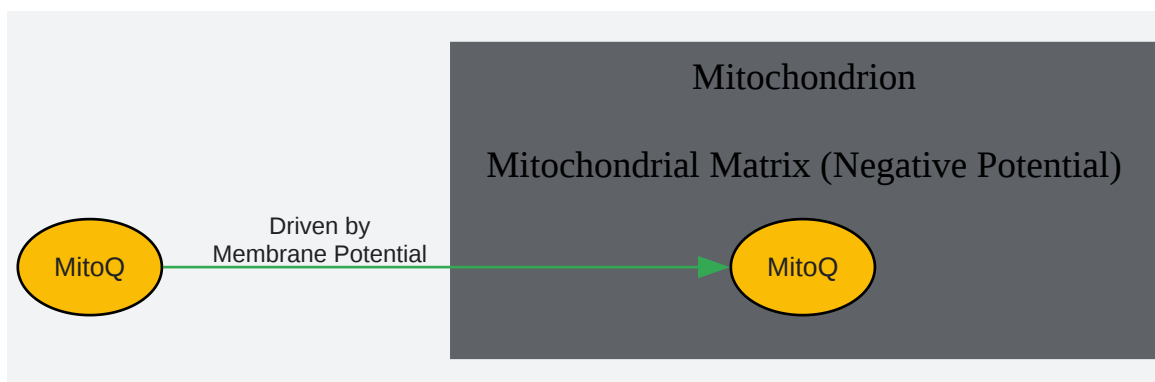 Mitochondrion
Mitochondrial Matrix (Negative Potential)
Driven by
Membrane Potential
MitoQ
MitoQ